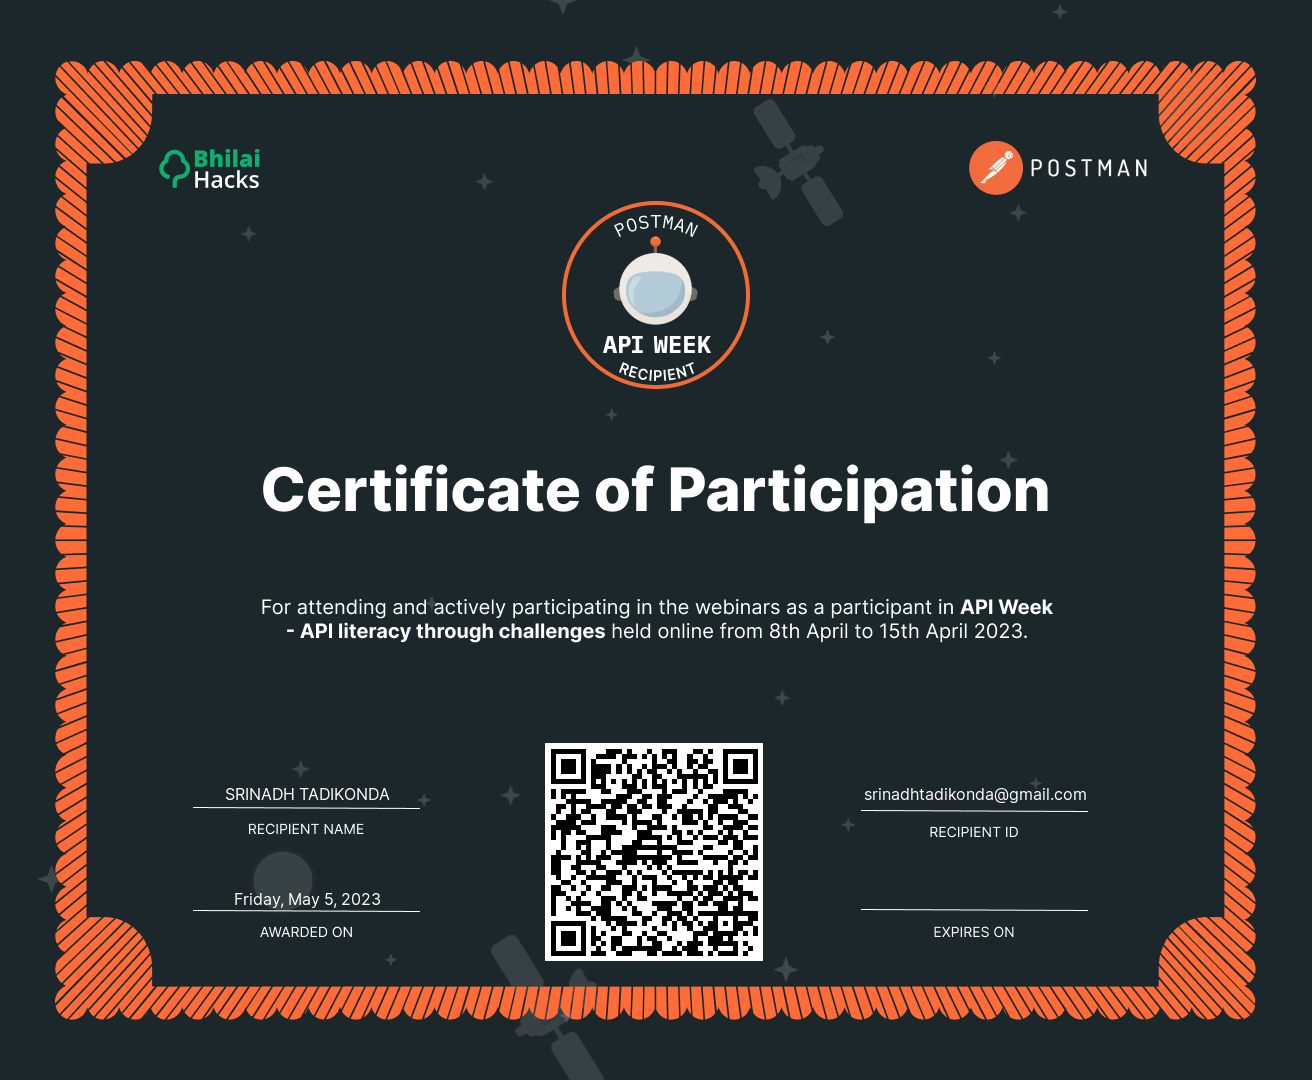 Bhilai
Hacks
POSTMAN
POSTMAN
API WEEK
RECIPIENT
Certificate of Participation
For attending and actively participating in the webinars as a participant in API Week
- API literacy through challenges held online from 8th April to 15th April 2023.
SRINADH TADIKONDA
RECIPIENT NAME
srinadhtadikonda@gmail.com
RECIPIENT ID
Friday, May 5, 2023
AWARDED ON
EXPIRES ON